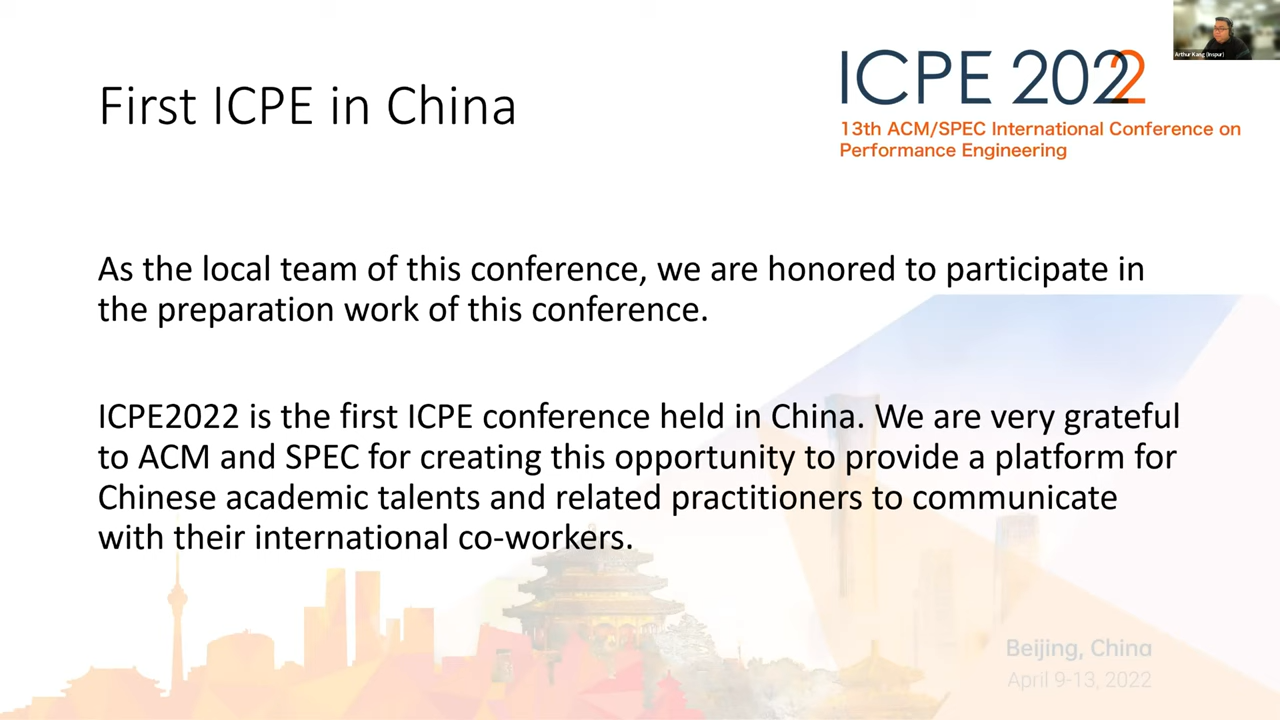 First ICPE in China
ICPE 2022
13th ACM/SPEC International Conference on
Performance Engineering
Arthur Kang (Inspur)
As the local team of this conference, we are honored to participate in
the preparation work of this conference.
ICPE2022 is the first ICPE conference held in China. We are very grateful
to ACM and SPEC for creating this opportunity to provide a platform for
Chinese academic talents and related practitioners to communicate
with their international co-workers.
Beijing, China
April 9-13, 2022